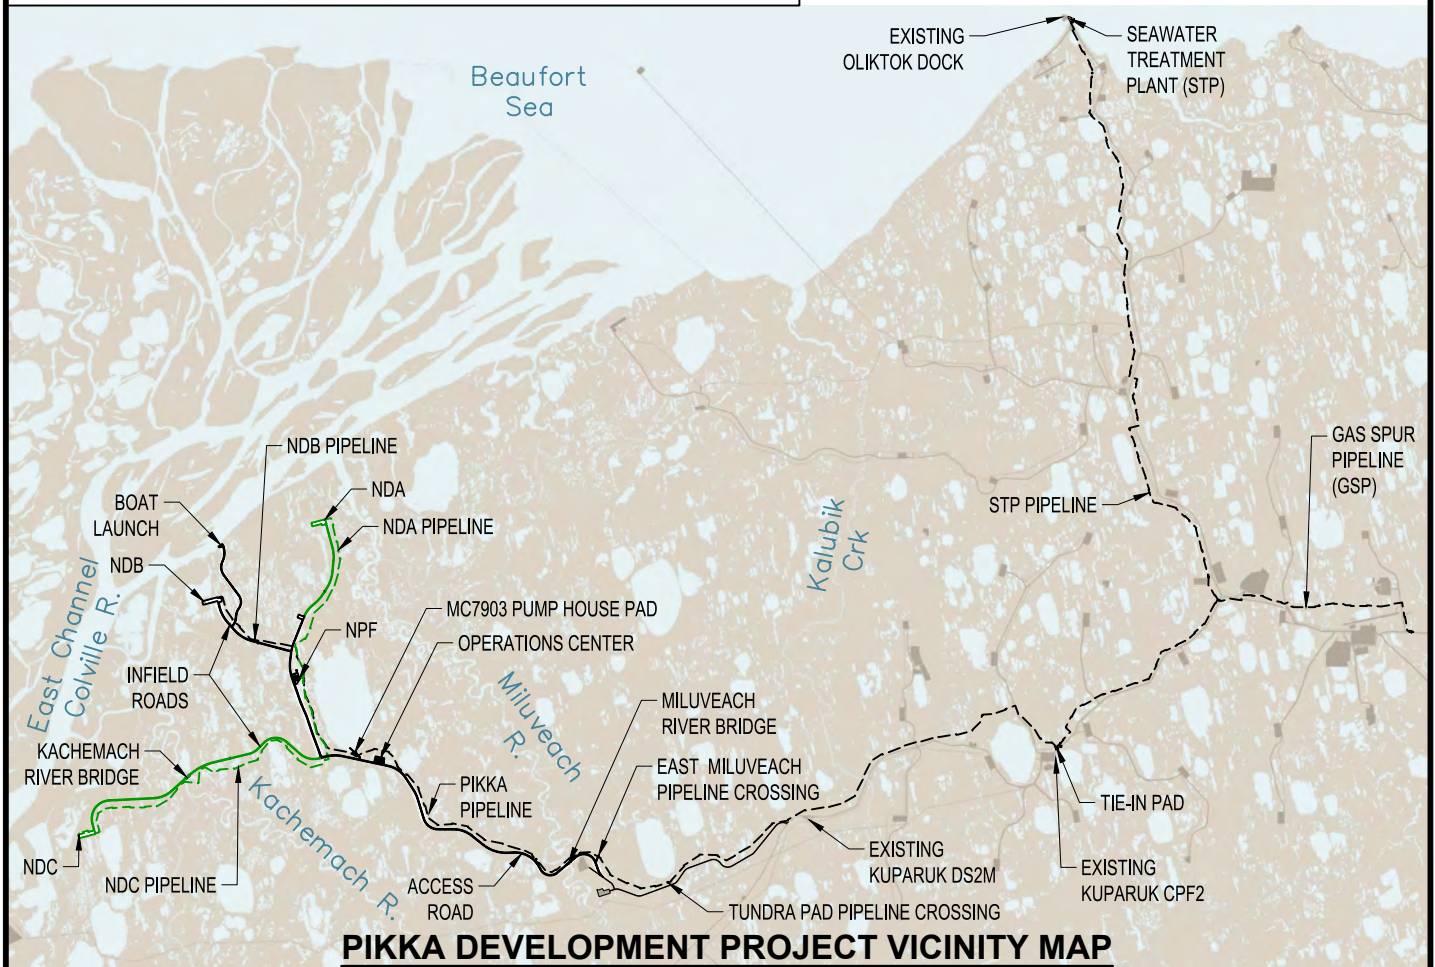 EXISTING
OLIKTOK DOCK
SEAWATER
TREATMENT
PLANT (STP)
Beaufort
Sea
GAS SPUR
PIPELINE
(GSP)
STP PIPELINE
NDB PIPELINE
NDA
NDA PIPELINE
BOAT
LAUNCH
NDB
Kalubik
Crk
East Channel
Colville R.
MC7903 PUMP HOUSE PAD
NPF
OPERATIONS CENTER
INFIELD
ROADS
Miluveach
R.
MILUVEACH
RIVER BRIDGE
KACHEMACH
RIVER BRIDGE
EAST MILUVEACH
PIPELINE CROSSING
PIKKA
PIPELINE
Kachemach R.
TIE-IN PAD
NDC
NDC PIPELINE
ACCESS
ROAD
EXISTING
KUPARUK DS2M
EXISTING
KUPARUK CPF2
TUNDRA PAD PIPELINE CROSSING
PIKKA DEVELOPMENT PROJECT VICINITY MAP